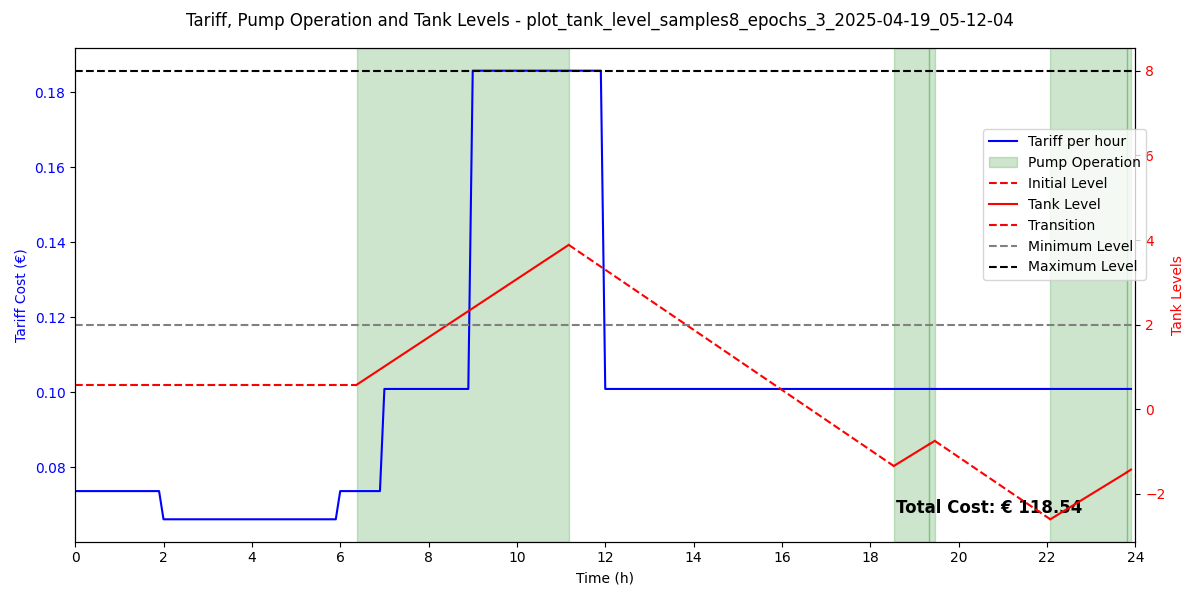 Tariff, Pump Operation and Tank Levels - plot_tank_level_samples8_epochs_3_2025-04-19_05-12-04
Tariff Cost (€)
0.18
0.16
0.14
0.12
0.10
0.08
8
6
4
2
0
−2
Tank Levels
Tariff per hour
Pump Operation
Initial Level
Tank Level
Transition
Minimum Level
Maximum Level
Total Cost: € 118.54
0 2 4 6 8 10 12 14 16 18 20 22 24
Time (h)